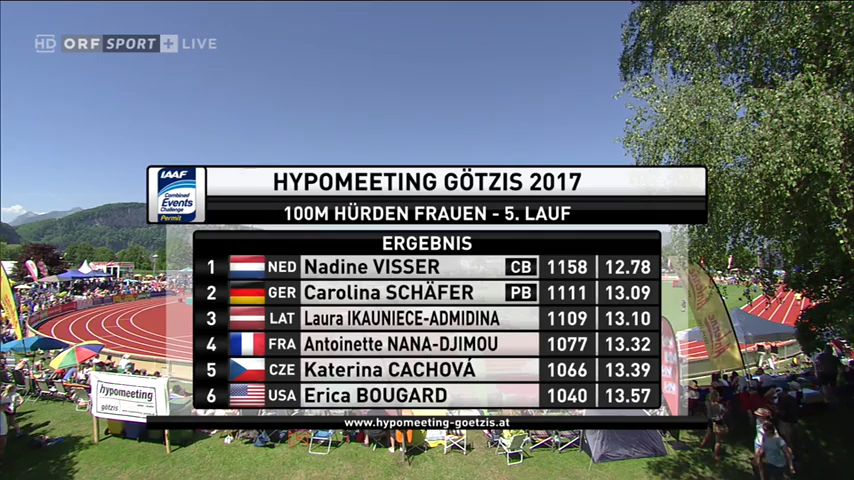 HD ORF SPORT + LIVE
IAAF
Combined
Events
Challenge
Permit
HYPOMEETING GÖTZIS 2017
100M HÜRDEN FRAUEN - 5. LAUF
ERGEBNIS
1 NED Nadine VISSER CB 1158 12.78
2 GER Carolina SCHÄFER PB 1111 13.09
3 LAT Laura IKAUNIECE-ADMIDINA 1109 13.10
4 FRA Antoinette NANA-DJIMOU 1077 13.32
5 CZE Katerina CACHOVÁ 1066 13.39
6 USA Erica BOUGARD 1040 13.57
www.hypomeeting-goetzis.at
hypomeeting
götzis